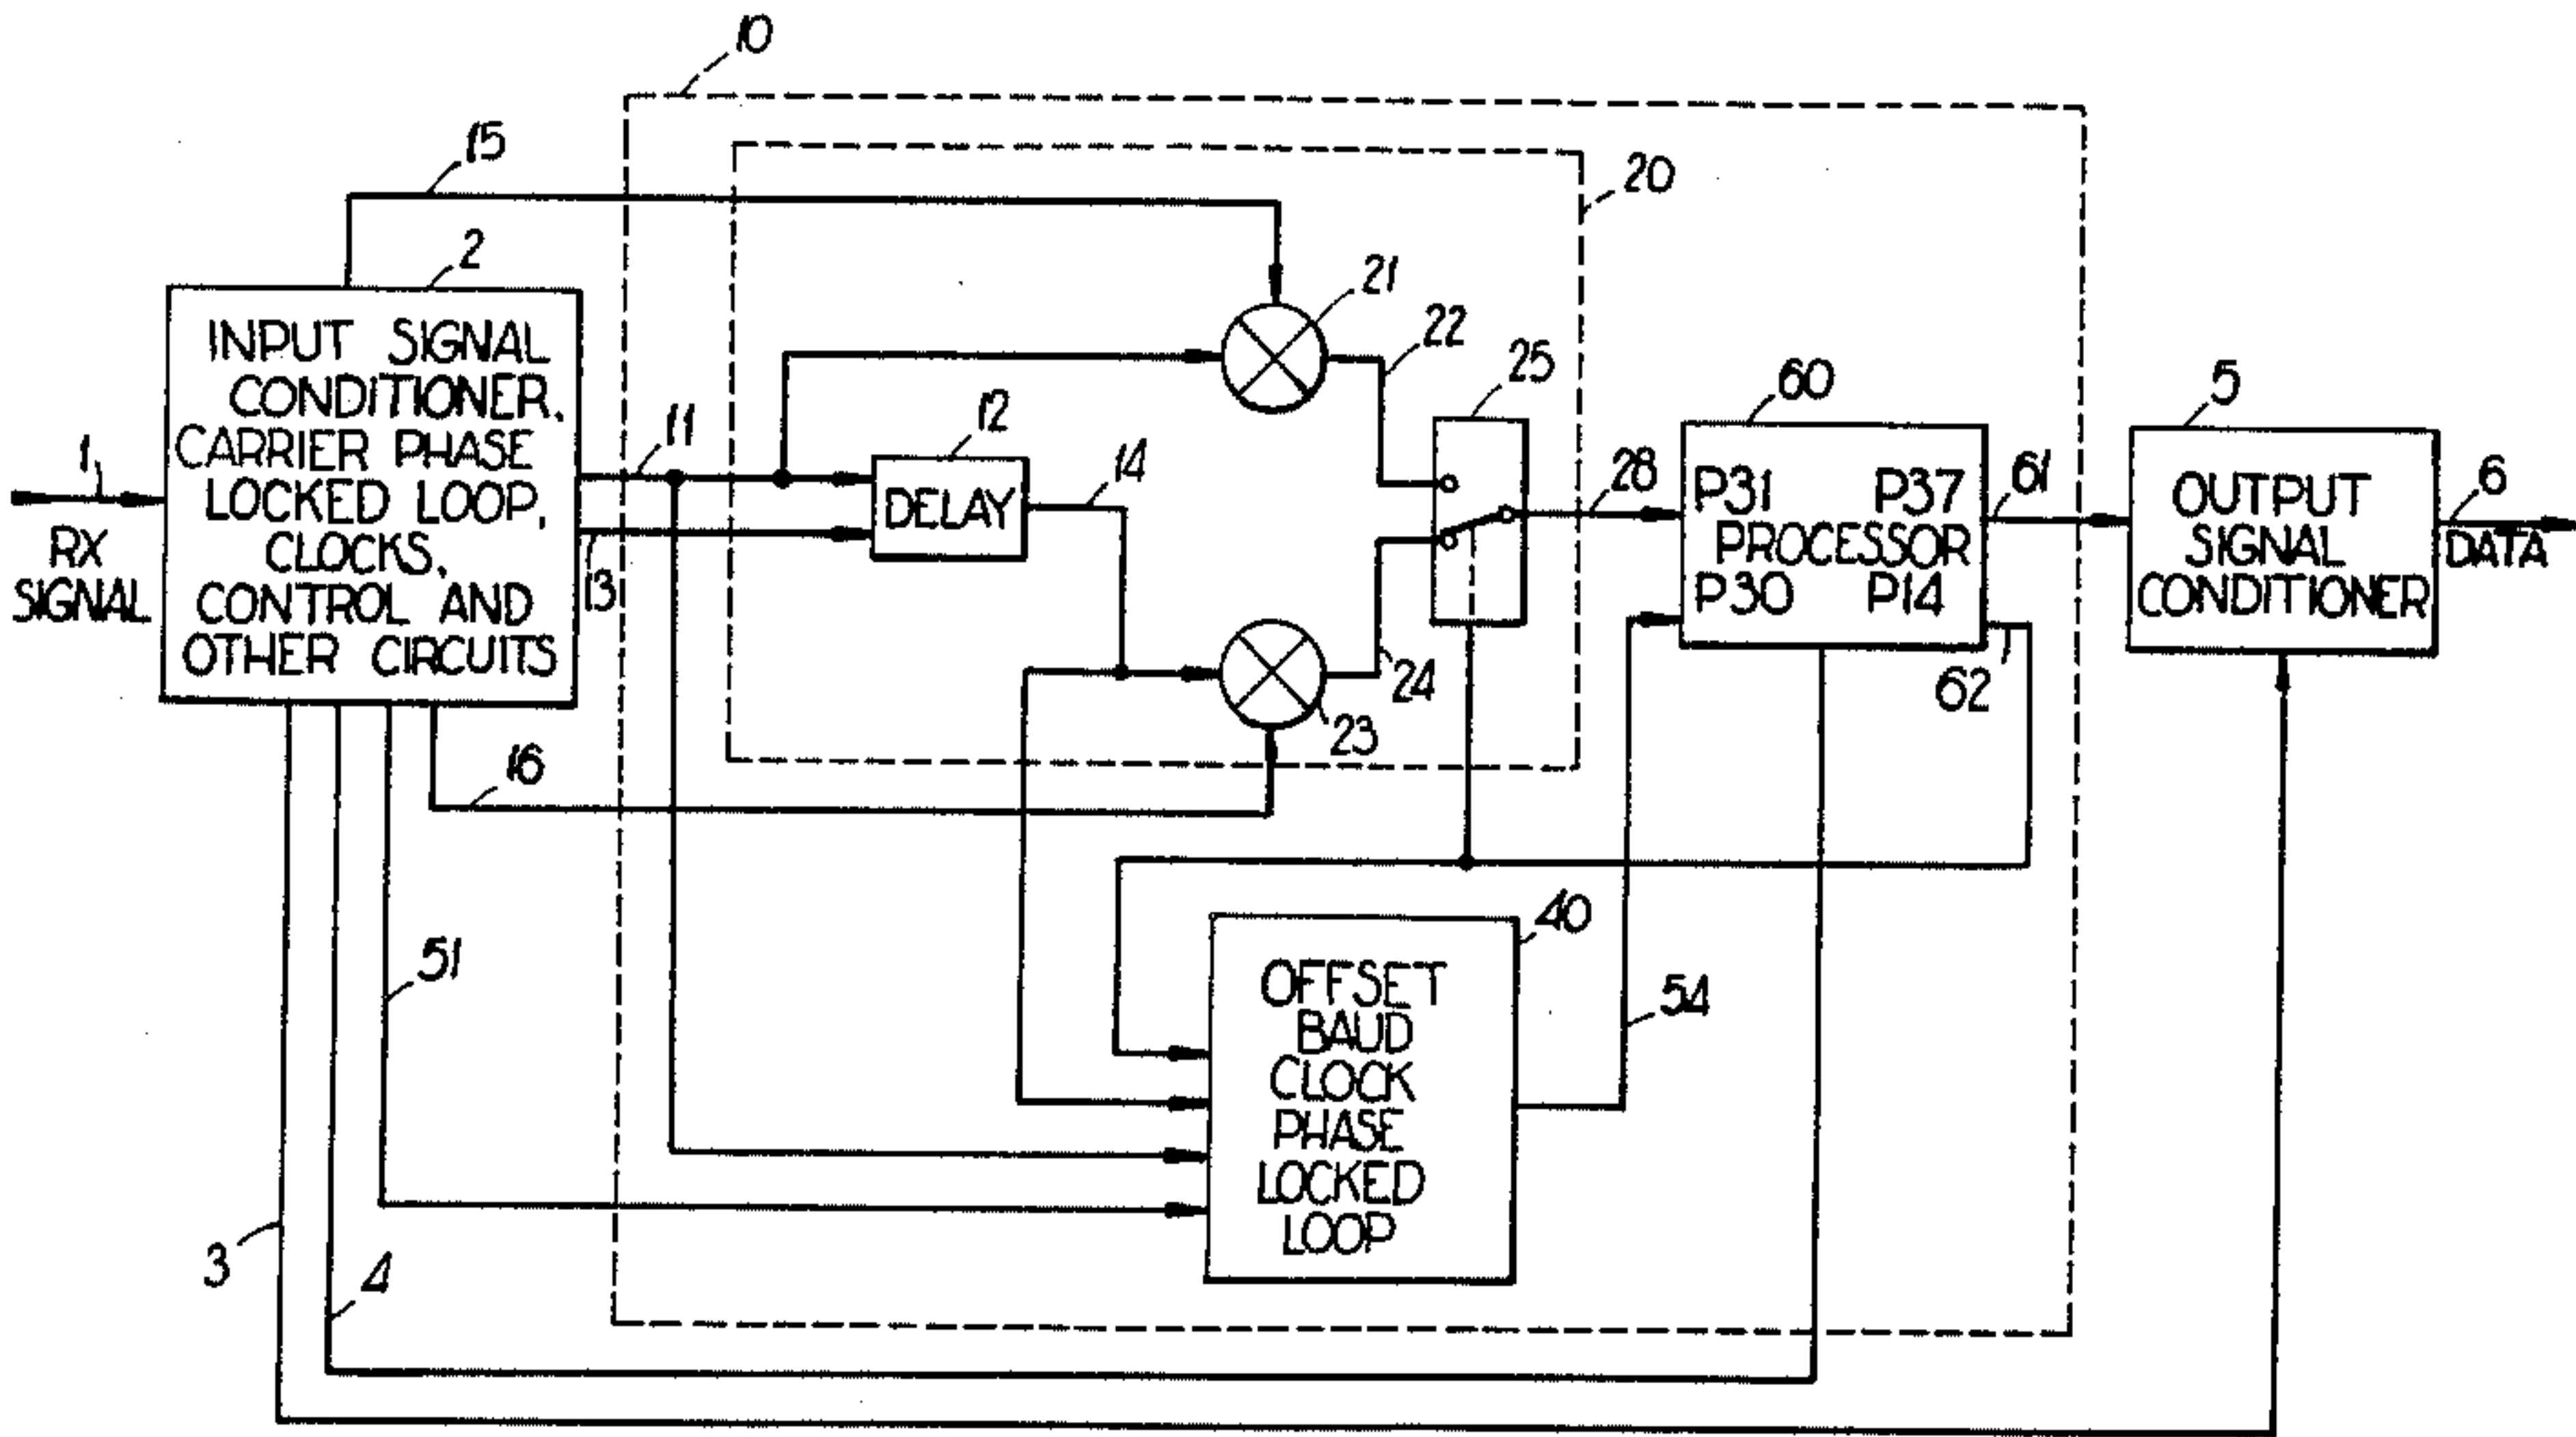 10
15
20
2
21
INPUT SIGNAL
CONDITIONER,
CARRIER PHASE
LOCKED LOOP,
CLOCKS,
CONTROL AND
OTHER CIRCUITS
1
RX
SIGNAL
11
13
12
DELAY
14
22
25
23
24
28
60
P31 P37
PROCESSOR
P30 P14
61
62
5
OUTPUT
SIGNAL
CONDITIONER
6
DATA
16
51
40
OFFSET
BAUD
CLOCK
PHASE
LOCKED
LOOP
54
3
4